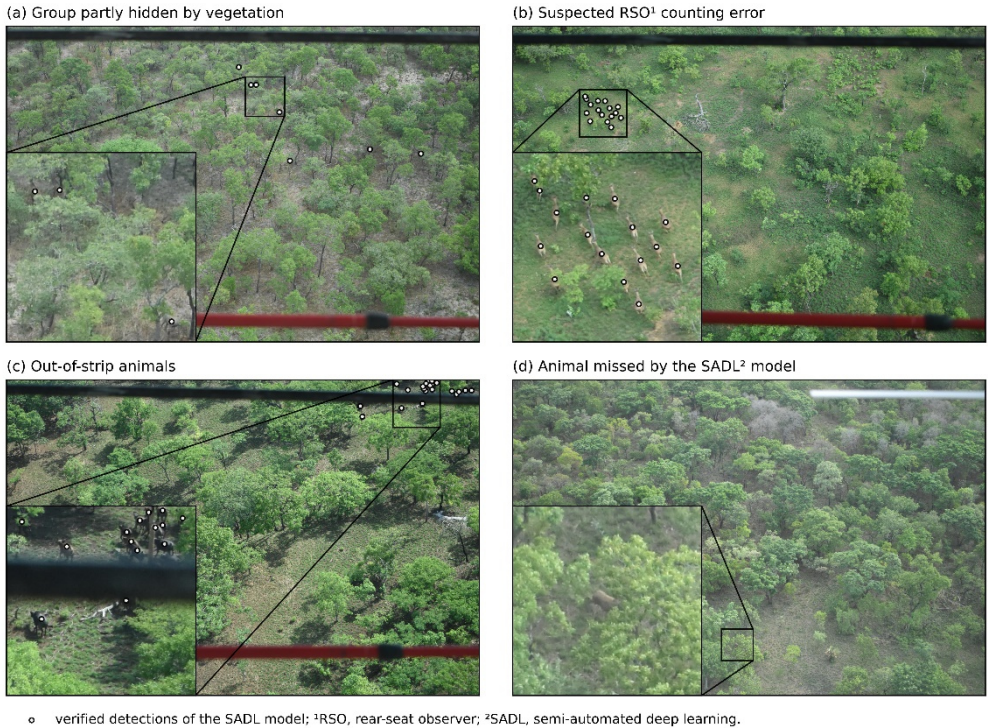 (a) Group partly hidden by vegetation
(b) Suspected RSO¹ counting error
(c) Out-of-strip animals
(d) Animal missed by the SADL² model
verified detections of the SADL model; ¹RSO, rear-seat observer; ²SADL, semi-automated deep learning.